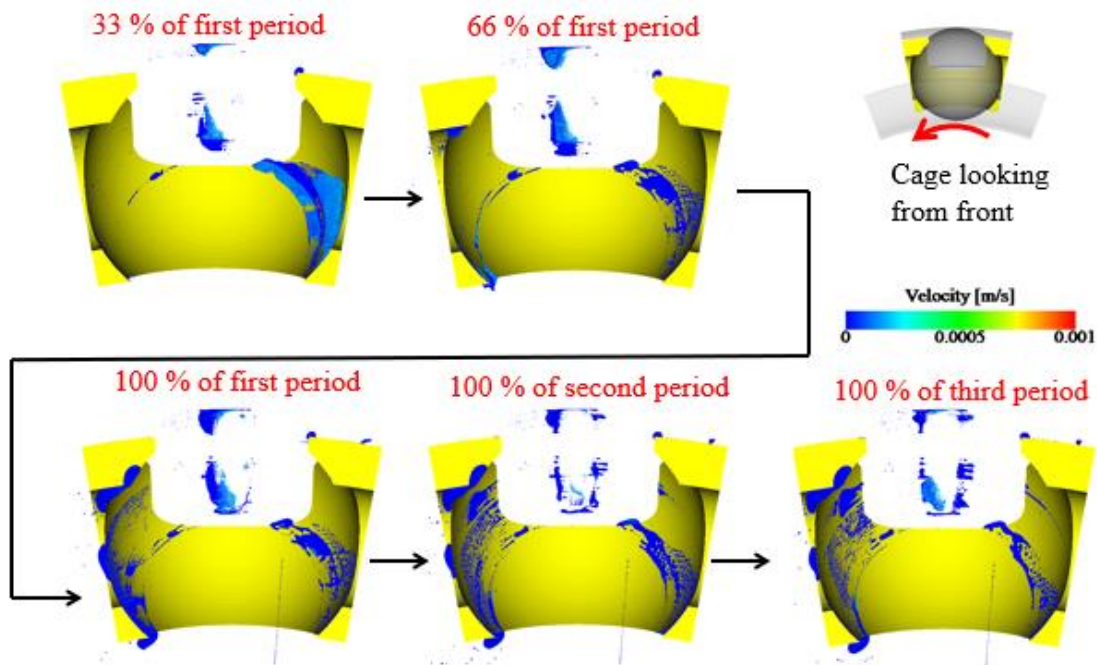 33 % of first period
66 % of first period
Cage looking
from front
Velocity [m/s]
0 0.0005 0.001
100 % of first period
100 % of second period
100 % of third period